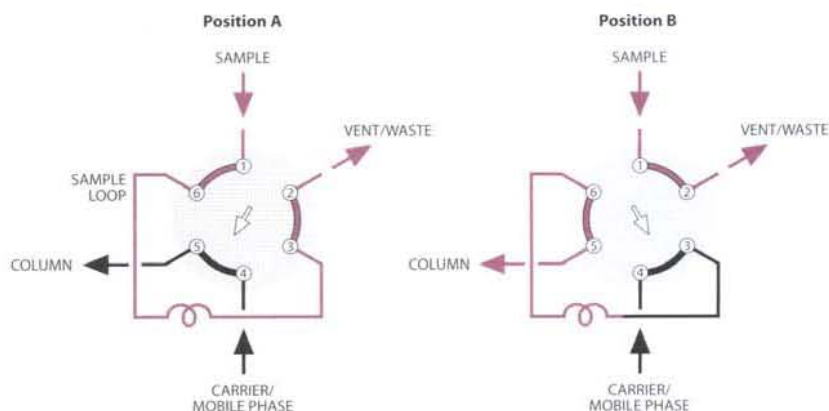 Position A
SAMPLE
VENT/WASTE
1
2
3
4
5
6
SAMPLE
LOOP
COLUMN
CARRIER/
MOBILE PHASE
Position B
SAMPLE
VENT/WASTE
1
2
3
4
5
6
COLUMN
CARRIER/
MOBILE PHASE